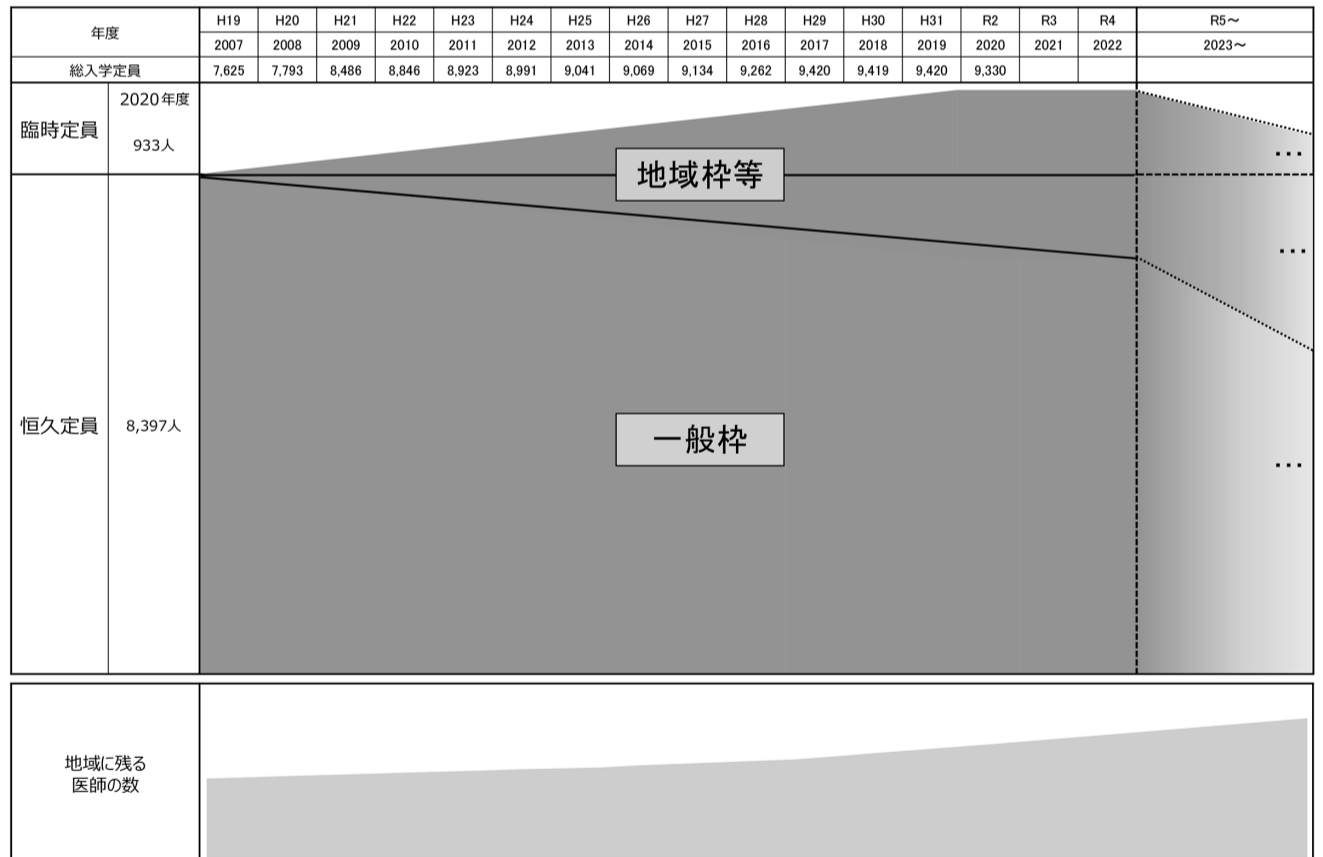 年度
H19 H20 H21 H22 H23 H24 H25 H26 H27 H28 H29 H30 H31 R2 R3 R4 R5～
2007 2008 2009 2010 2011 2012 2013 2014 2015 2016 2017 2018 2019 2020 2021 2022 2023～
総入学定員 7,625 7,793 8,486 8,846 8,923 8,991 9,041 9,069 9,134 9,262 9,420 9,419 9,420 9,330
臨時定員
2020年度
933人
地域枠等
…
…
恒久定員 8,397人
一般枠
…
地域に残る
医師の数